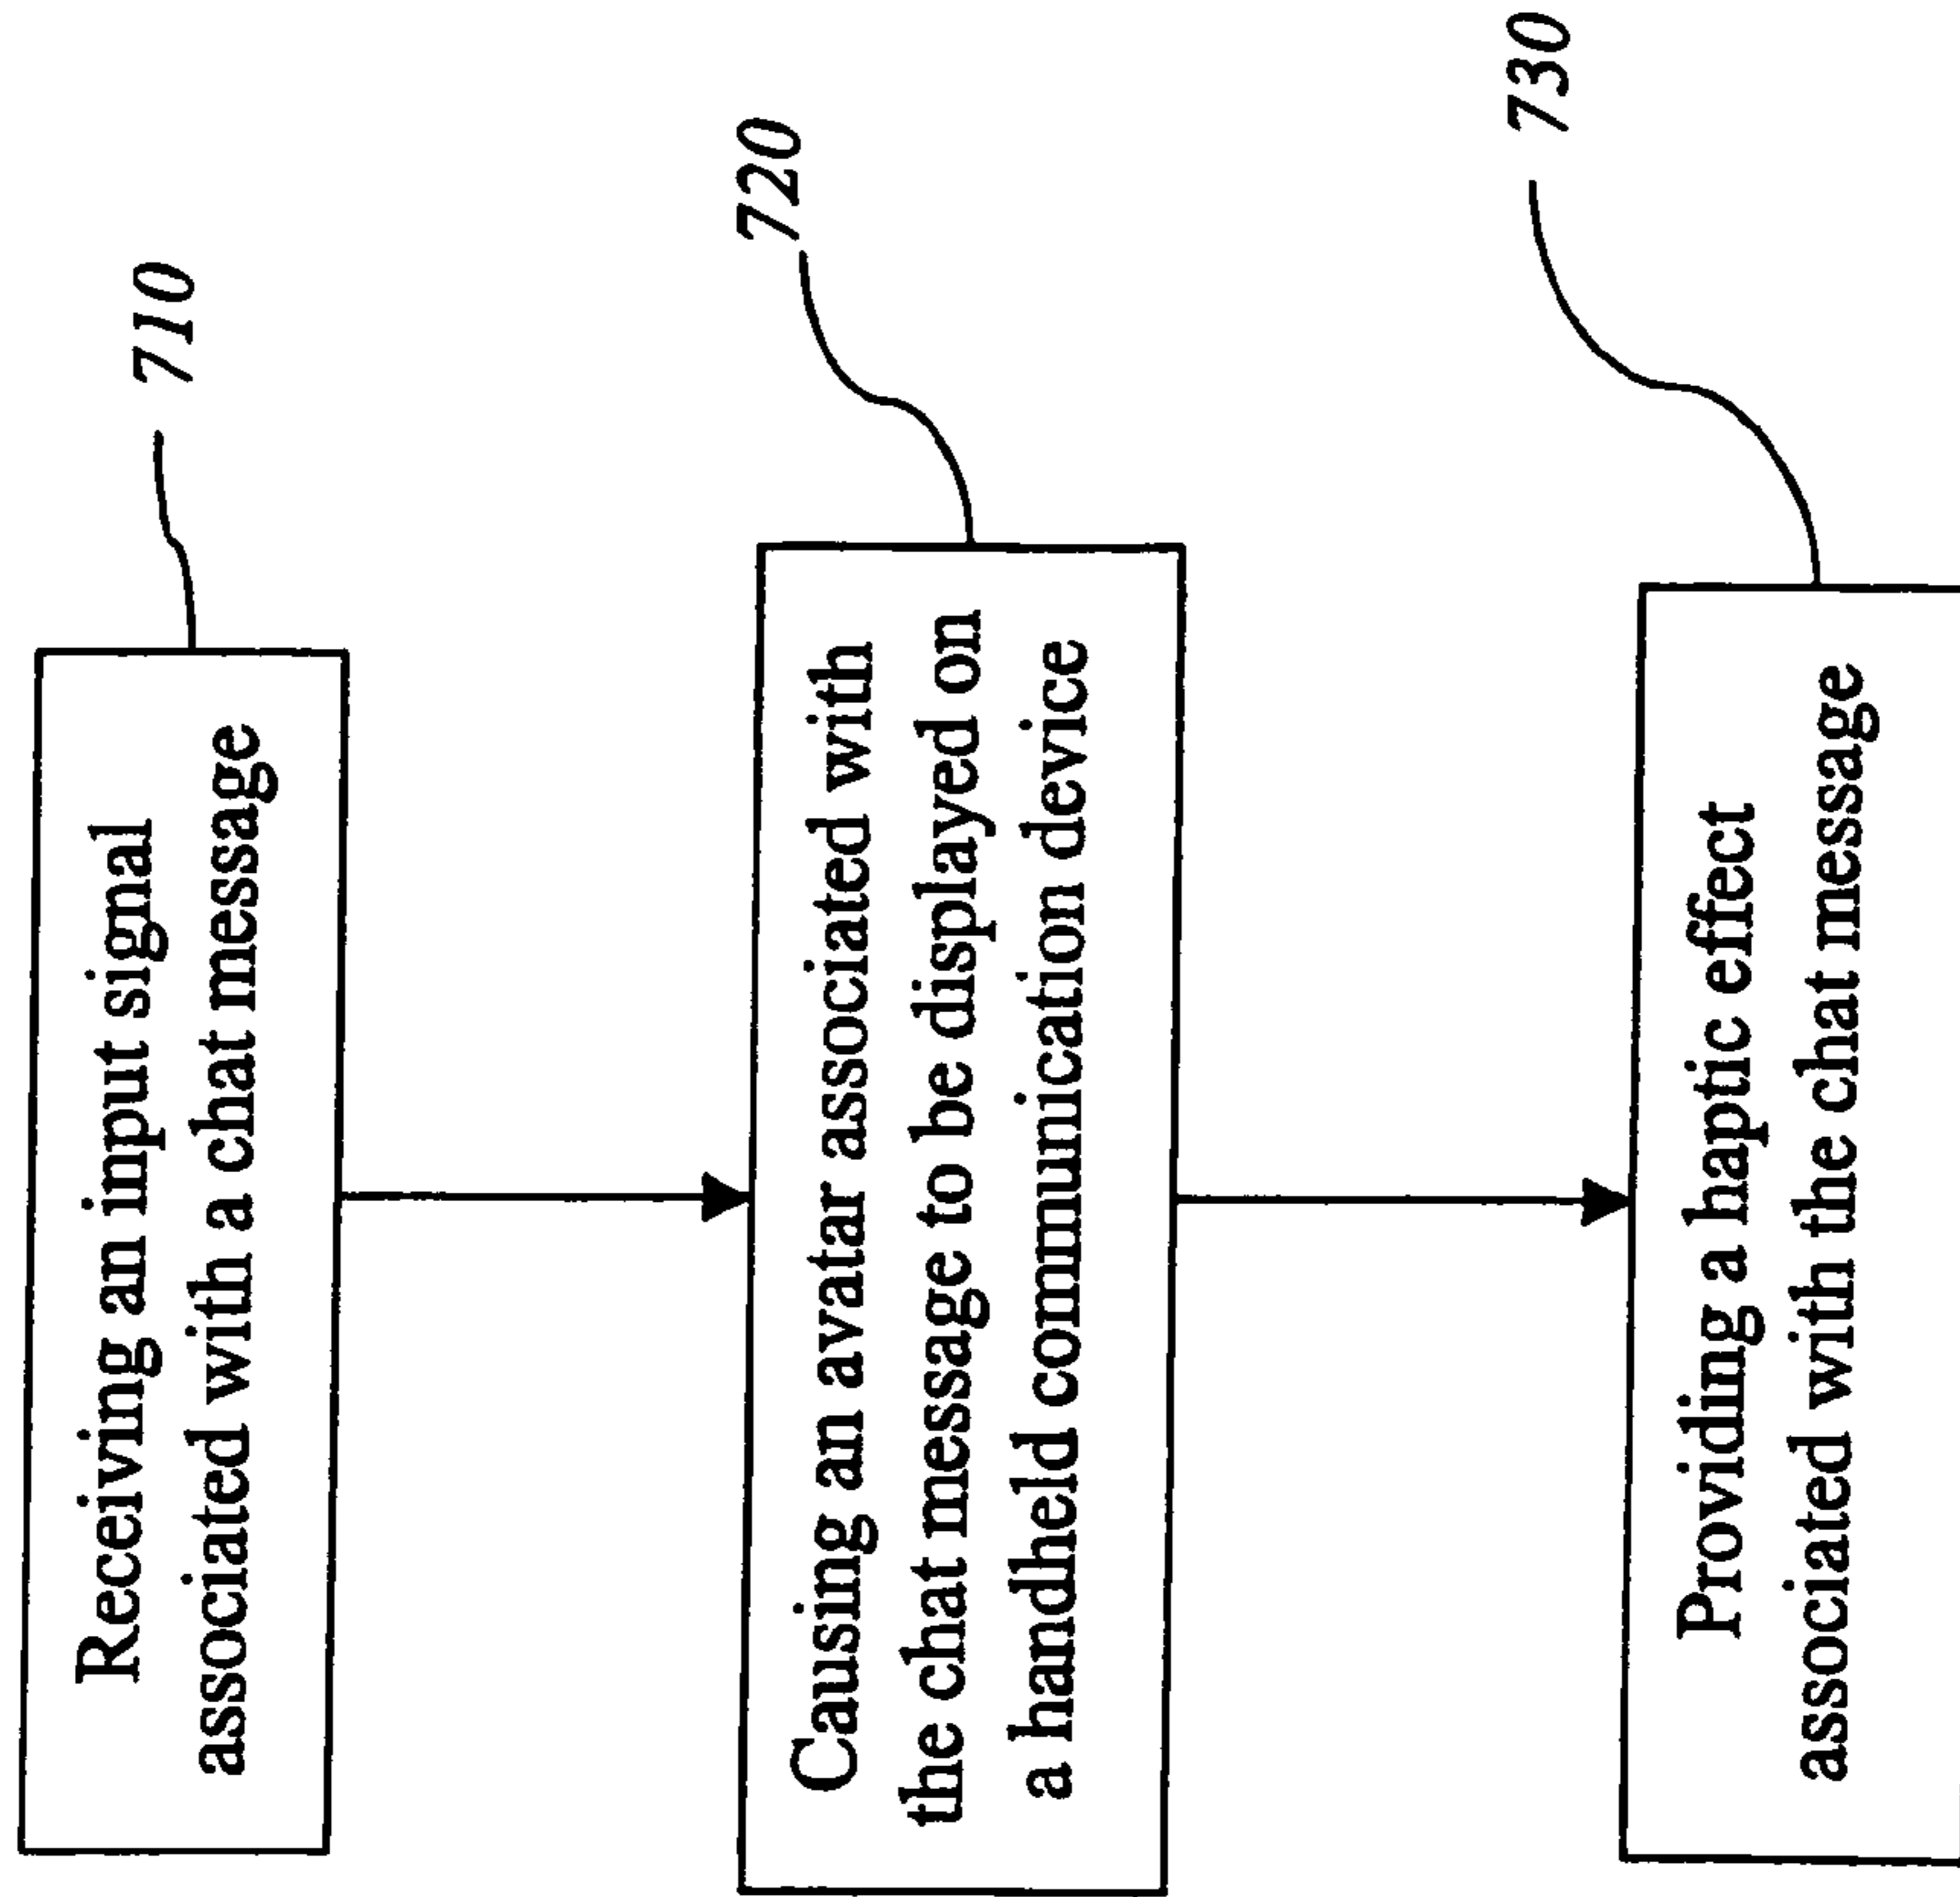 Receiving an input signal
associated with a chat message
710
Causing an avatar associated with
the chat message to be displayed on
a handheld communication device
720
Providing a haptic effect
associated with the chat message
730